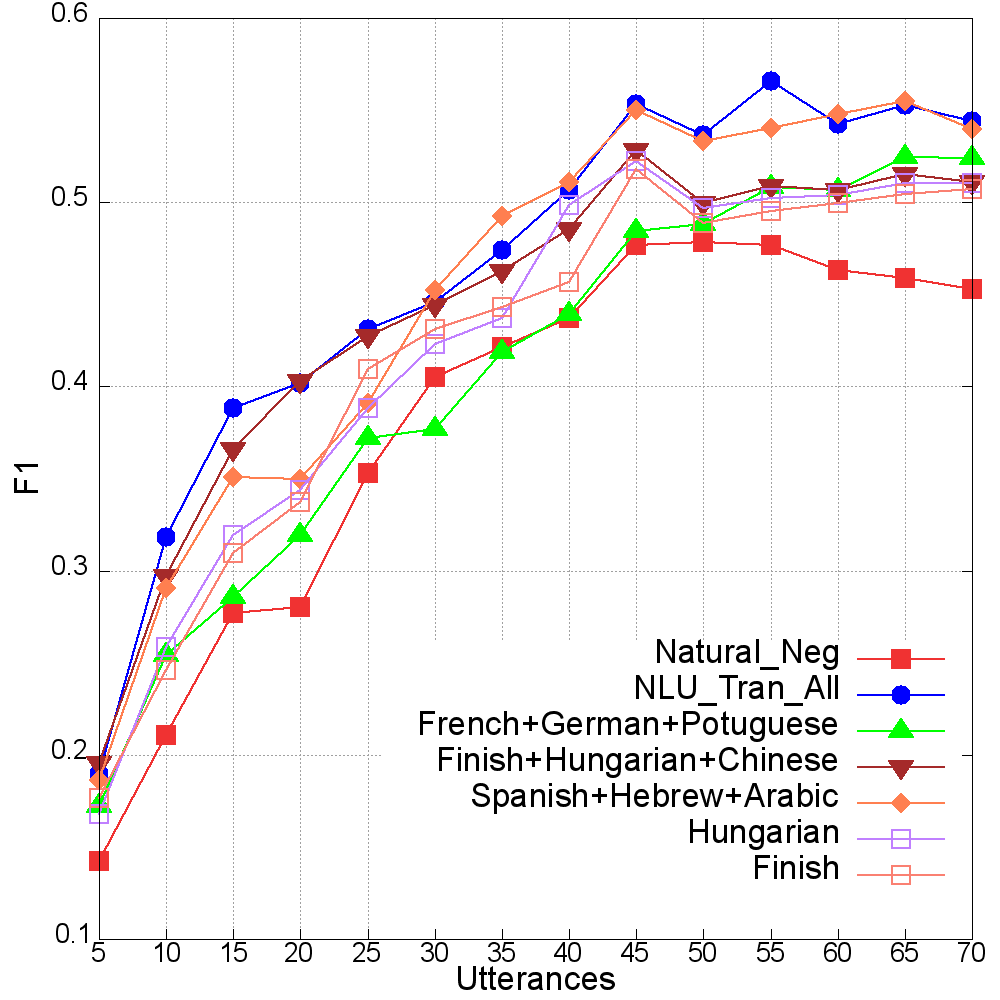 0.6
0.5
0.4
0.3
0.2
0.1
F1
Natural_Neg
NLU_Tran_All
French+German+Potuguese
Finish+Hungarian+Chinese
Spanish+Hebrew+Arabic
Hungarian
Finish
5 10 15 20 25 30 35 40 45 50 55 60 65 70
Utterances